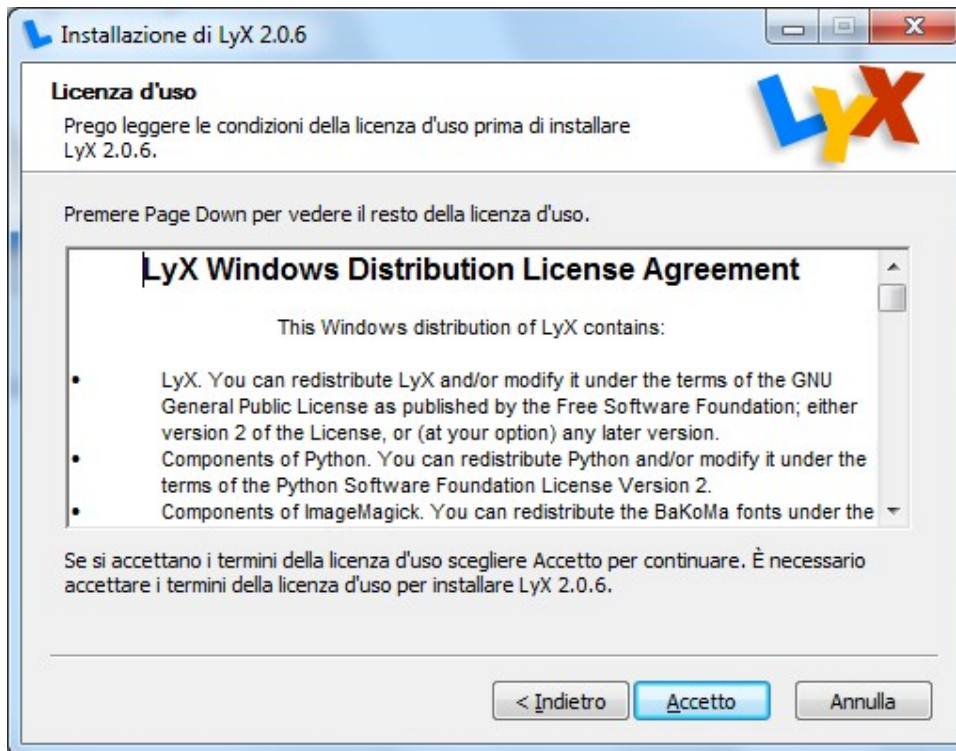 Installazione di LyX 2.0.6
Licenza d'uso
Prego leggere le condizioni della licenza d'uso prima di installare
LyX 2.0.6.
LyX
Premere Page Down per vedere il resto della licenza d'uso.
LyX Windows Distribution License Agreement
This Windows distribution of LyX contains:
• LyX. You can redistribute LyX and/or modify it under the terms of the GNU
General Public License as published by the Free Software Foundation; either
version 2 of the License, or (at your option) any later version.
• Components of Python. You can redistribute Python and/or modify it under the
terms of the Python Software Foundation License Version 2.
• Components of ImageMagick. You can redistribute the BaKoMa fonts under the
Se si accettano i termini della licenza d'uso scegliere Accetto per continuare. È necessario
accettare i termini della licenza d'uso per installare LyX 2.0.6.
< Indietro
Accetto
Annulla